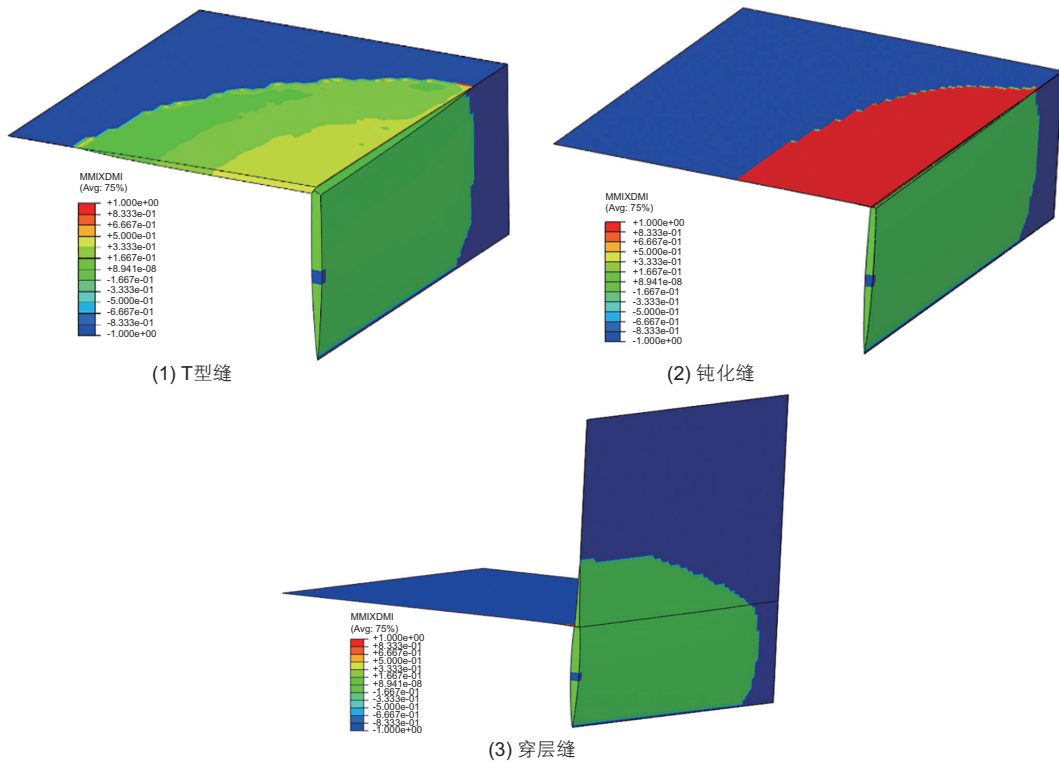 MMIXDMI
(Avg: 75%)
+1.000e+00
+8.333e-01
+6.667e-01
+5.000e-01
+3.333e-01
+1.667e-01
+8.941e-08
-1.667e-01
-3.333e-01
-5.000e-01
-6.667e-01
-8.333e-01
-1.000e+00
(1) T型缝
MMIXDMI
(Avg: 75%)
+1.000e+00
+8.333e-01
+6.667e-01
+5.000e-01
+3.333e-01
+1.667e-01
+8.941e-08
-1.667e-01
-3.333e-01
-5.000e-01
-6.667e-01
-8.333e-01
-1.000e+00
(2) 钝化缝
MMIXDMI
(Avg: 75%)
+1.000e+00
+8.333e-01
+6.667e-01
+5.000e-01
+3.333e-01
+1.667e-01
+8.941e-08
-1.667e-01
-3.333e-01
-5.000e-01
-6.667e-01
-8.333e-01
-1.000e+00
(3) 穿层缝